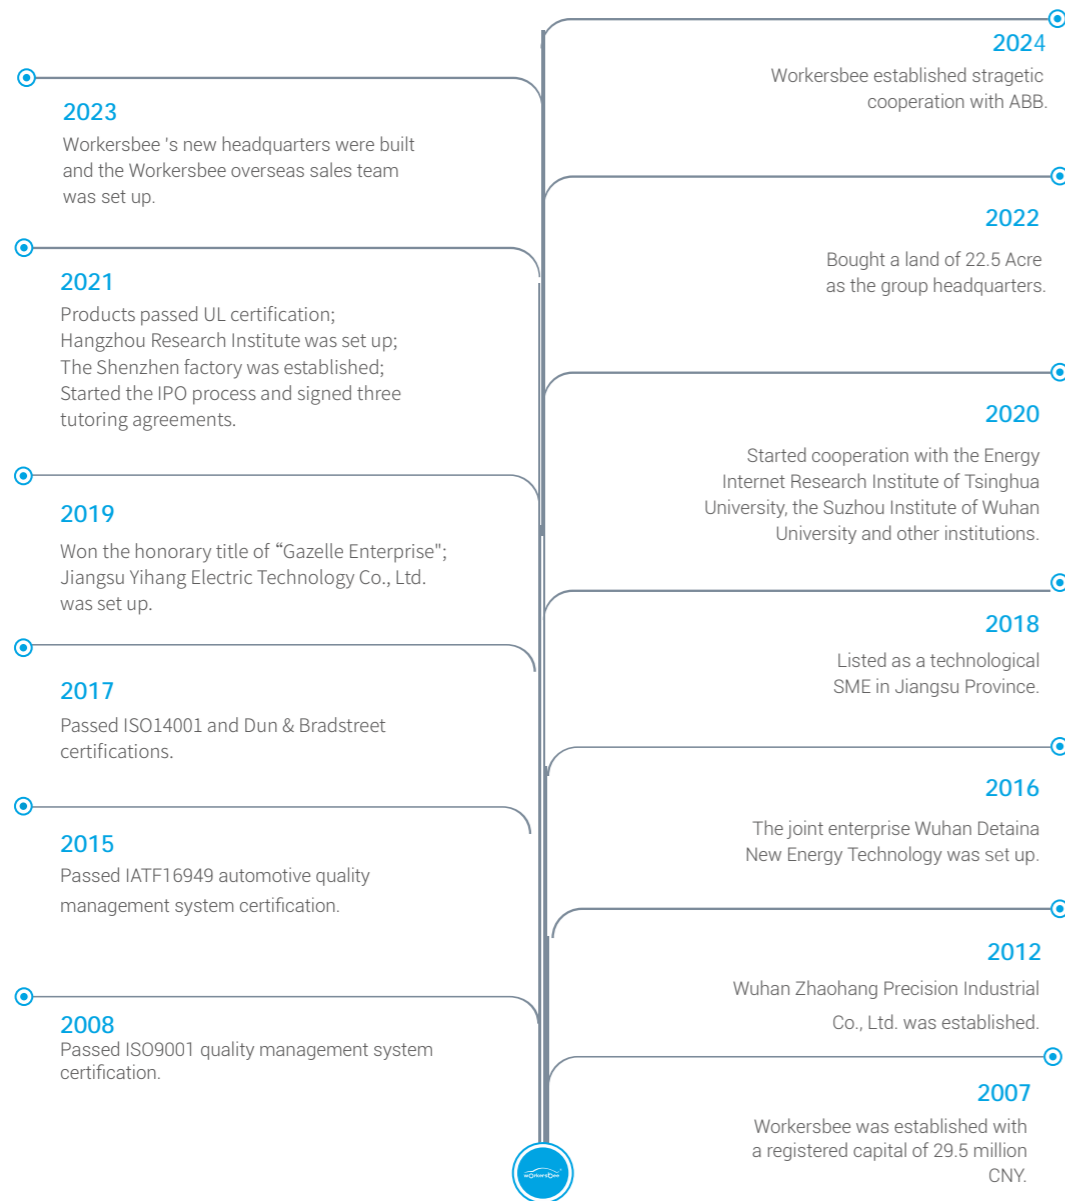 2024
Workersbee established stragetic
cooperation with ABB.
2023
Workersbee 's new headquarters were built
and the Workersbee overseas sales team
was set up.
2022
Bought a land of 22.5 Acre
as the group headquarters.
2021
Products passed UL certification;
Hangzhou Research Institute was set up;
The Shenzhen factory was established;
Started the IPO process and signed three
tutoring agreements.
2020
Started cooperation with the Energy
Internet Research Institute of Tsinghua
University, the Suzhou Institute of Wuhan
University and other institutions.
2019
Won the honorary title of “Gazelle Enterprise";
Jiangsu Yihang Electric Technology Co., Ltd.
was set up.
2018
Listed as a technological
SME in Jiangsu Province.
2017
Passed ISO14001 and Dun & Bradstreet
certifications.
2016
The joint enterprise Wuhan Detaina
New Energy Technology was set up.
2015
Passed IATF16949 automotive quality
management system certification.
2012
Wuhan Zhaohang Precision Industrial
Co., Ltd. was established.
2008
Passed ISO9001 quality management system
certification.
2007
Workersbee was established with
a registered capital of 29.5 million
CNY.
workersbee